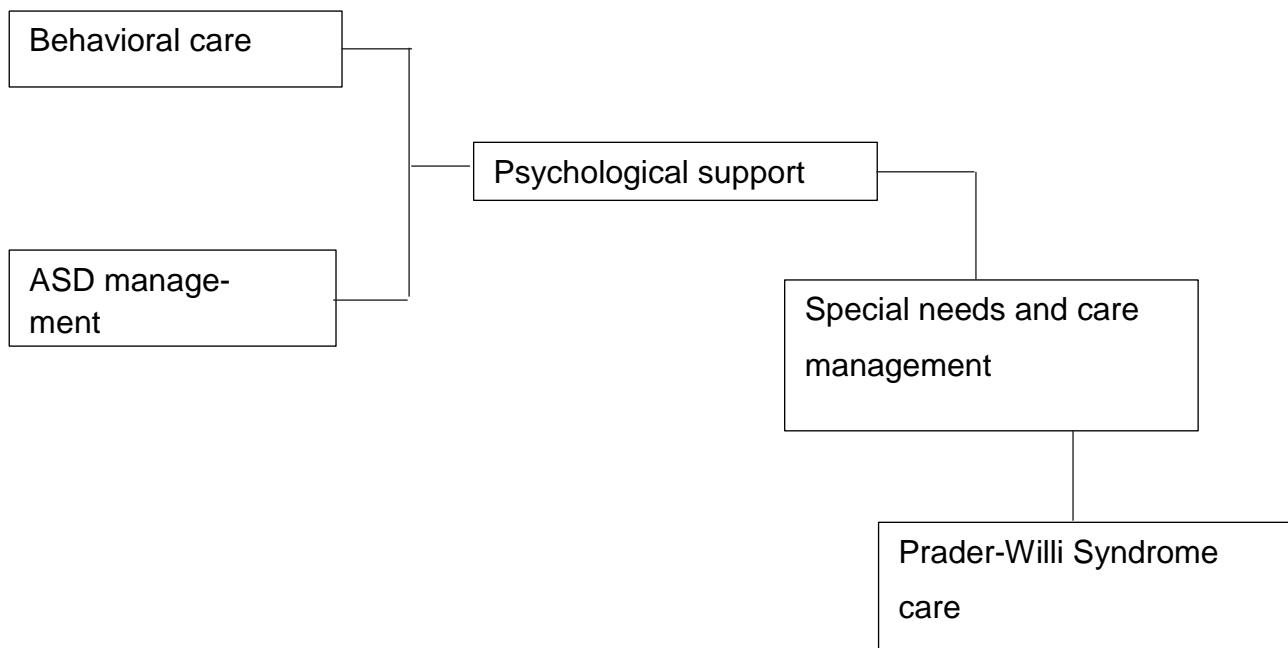 Behavioral care
Psychological support
ASD manage-
ment
Special needs and care
management
Prader-Willi Syndrome
care